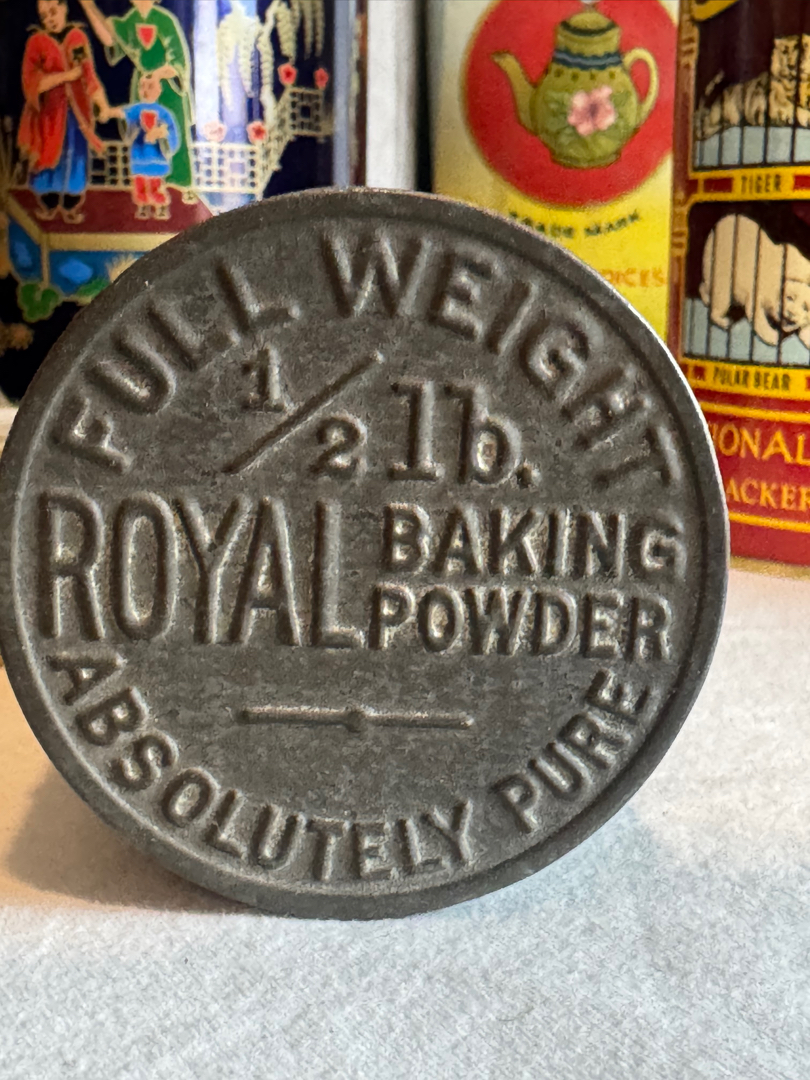 FULL WEIGHT
1/2 lb.
ROYAL BAKING
POWDER
ABSOLUTELY PURE
TRADE MARK
TIGER
POLAR BEAR